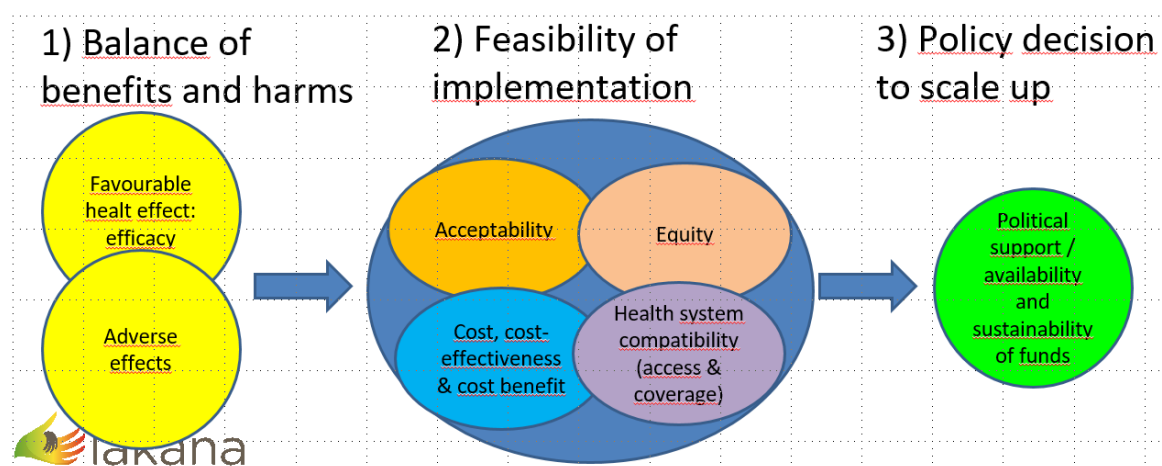 1) Balance of
benefits and harms
2) Feasibility of
implementation
3) Policy decision
to scale up
Favourable
healt effect:
efficacy
Adverse
effects
Acceptability
Equity
Cost, cost-
effectiveness
& cost benefit
Health system
compatibility
(access &
coverage)
Political
support /
availability
and
sustainability
of funds
lakana